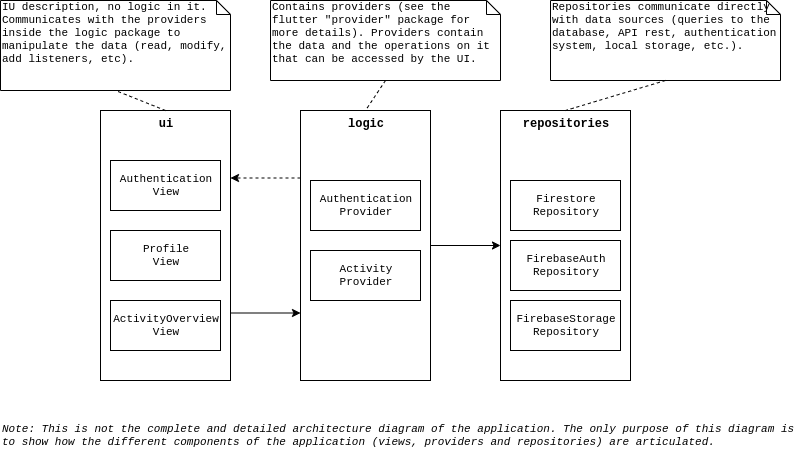 IU description, no logic in it.
Communicates with the providers
inside the logic package to
manipulate the data (read, modify,
add listeners, etc).
Contains providers (see the
flutter "provider" package for
more details). Providers contain
the data and the operations on it
that can be accessed by the UI.
Repositories communicate directly
with data sources (queries to the
database, API rest, authentication
system, local storage, etc.).
ui
Authentication
View
Profile
View
ActivityOverview
View
logic
Authentication
Provider
Activity
Provider
repositories
Firestore
Repository
FirebaseAuth
Repository
FirebaseStorage
Repository
Note: This is not the complete and detailed architecture diagram of the application. The only purpose of this diagram is
to show how the different components of the application (views, providers and repositories) are articulated.